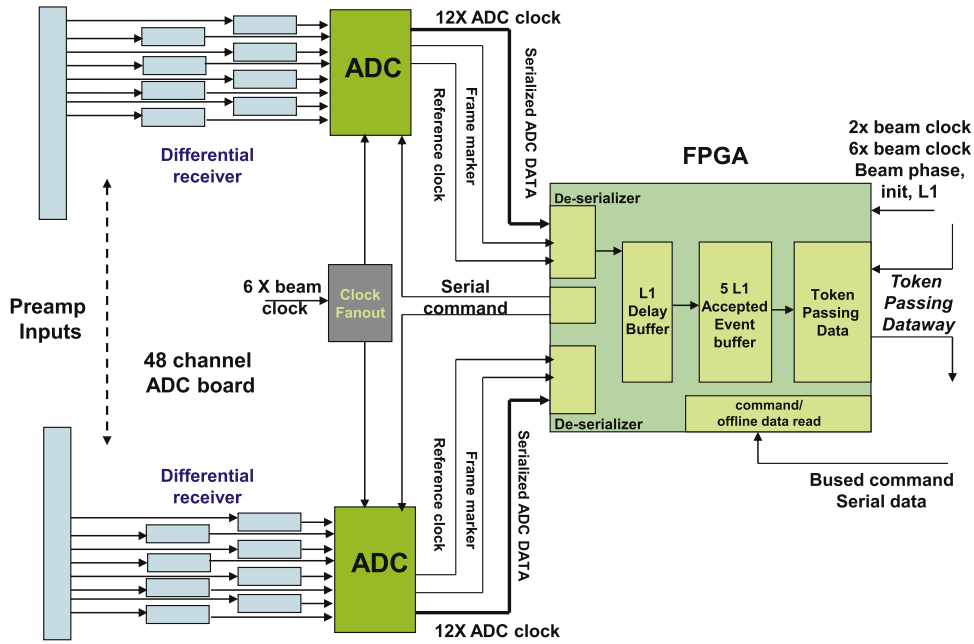 12X ADC clock
ADC
Differential
receiver
Reference clock
Frame marker
Serialized ADC DATA
FPGA
2x beam clock
6x beam clock
Beam phase,
init, L1
De-serializer
Preamp
Inputs
6 X beam
clock
Clock
Fanout
Serial
command
L1
Delay
Buffer
5 L1
Accepted
Event
buffer
Token
Passing
Data
Token
Passing
Dataway
48 channel
ADC board
command/
offline data read
De-serializer
Bused command
Serial data
Differential
receiver
ADC
Reference clock
Frame marker
Serialized ADC DATA
12X ADC clock